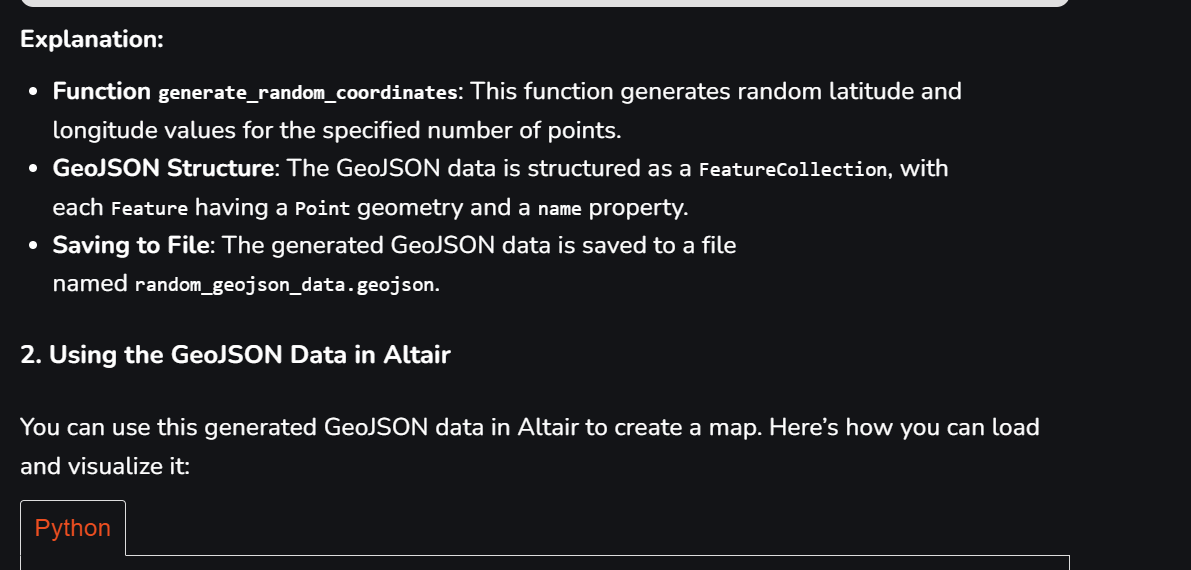 Explanation:
• Function generate_random_coordinates: This function generates random latitude and
longitude values for the specified number of points.
• GeoJSON Structure: The GeoJSON data is structured as a FeatureCollection, with
each Feature having a Point geometry and a name property.
• Saving to File: The generated GeoJSON data is saved to a file
named random_geojson_data.geojson.
2. Using the GeoJSON Data in Altair
You can use this generated GeoJSON data in Altair to create a map. Here’s how you can load
and visualize it:
Python